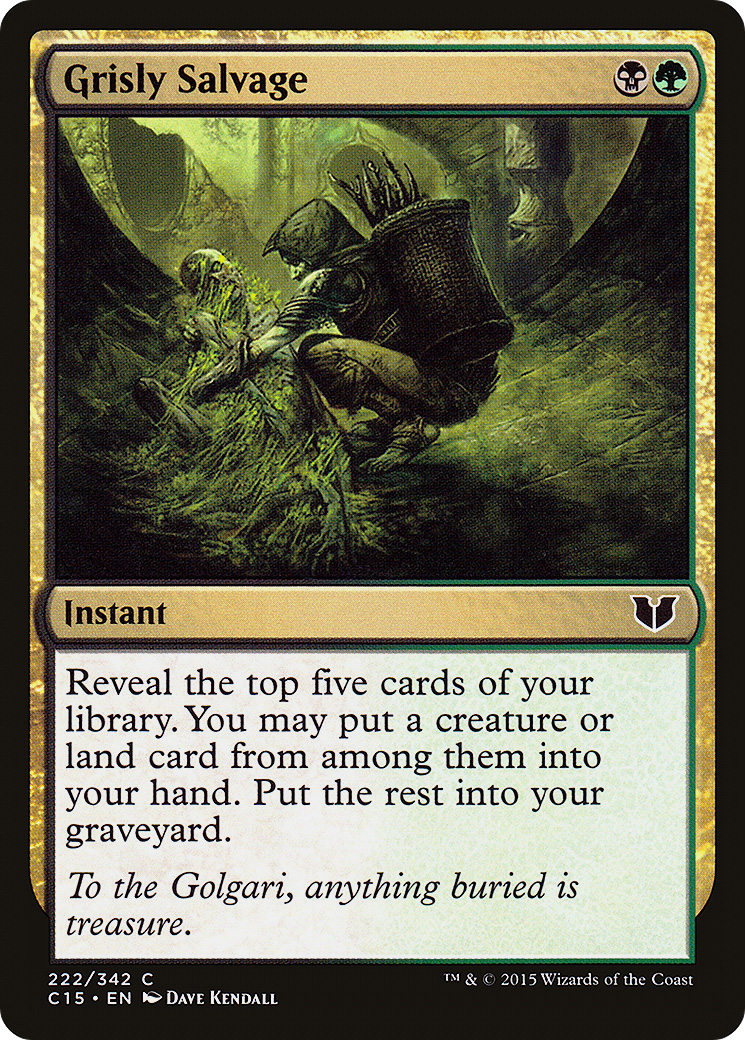 Grisly Salvage
Instant
Reveal the top five cards of your
library. You may put a creature or
land card from among them into
your hand. Put the rest into your
graveyard.
To the Golgari, anything buried is
treasure.
222/342 C
™ & © 2015 Wizards of the Coast
C15 • EN Dave Kendall